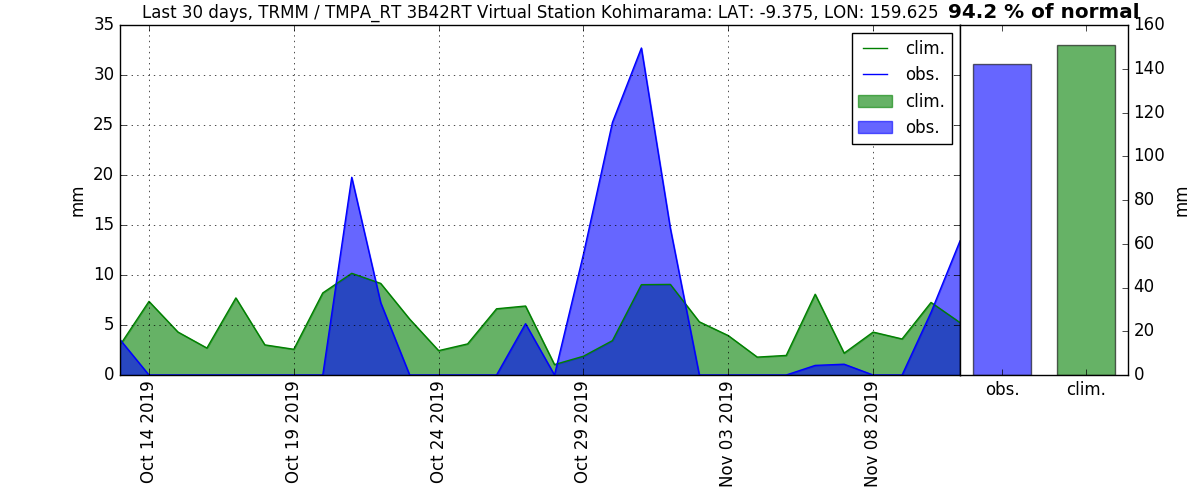 Last 30 days, TRMM / TMPA_RT 3B42RT Virtual Station Kohimarama: LAT: -9.375, LON: 159.625 94.2 % of normal
35
30
25
20
15
10
5
0
mm
clim.
obs.
clim.
obs.
160
140
120
100
80
60
40
20
0
mm
Oct 14 2019
Oct 19 2019
Oct 24 2019
Oct 29 2019
Nov 03 2019
Nov 08 2019
obs.
clim.